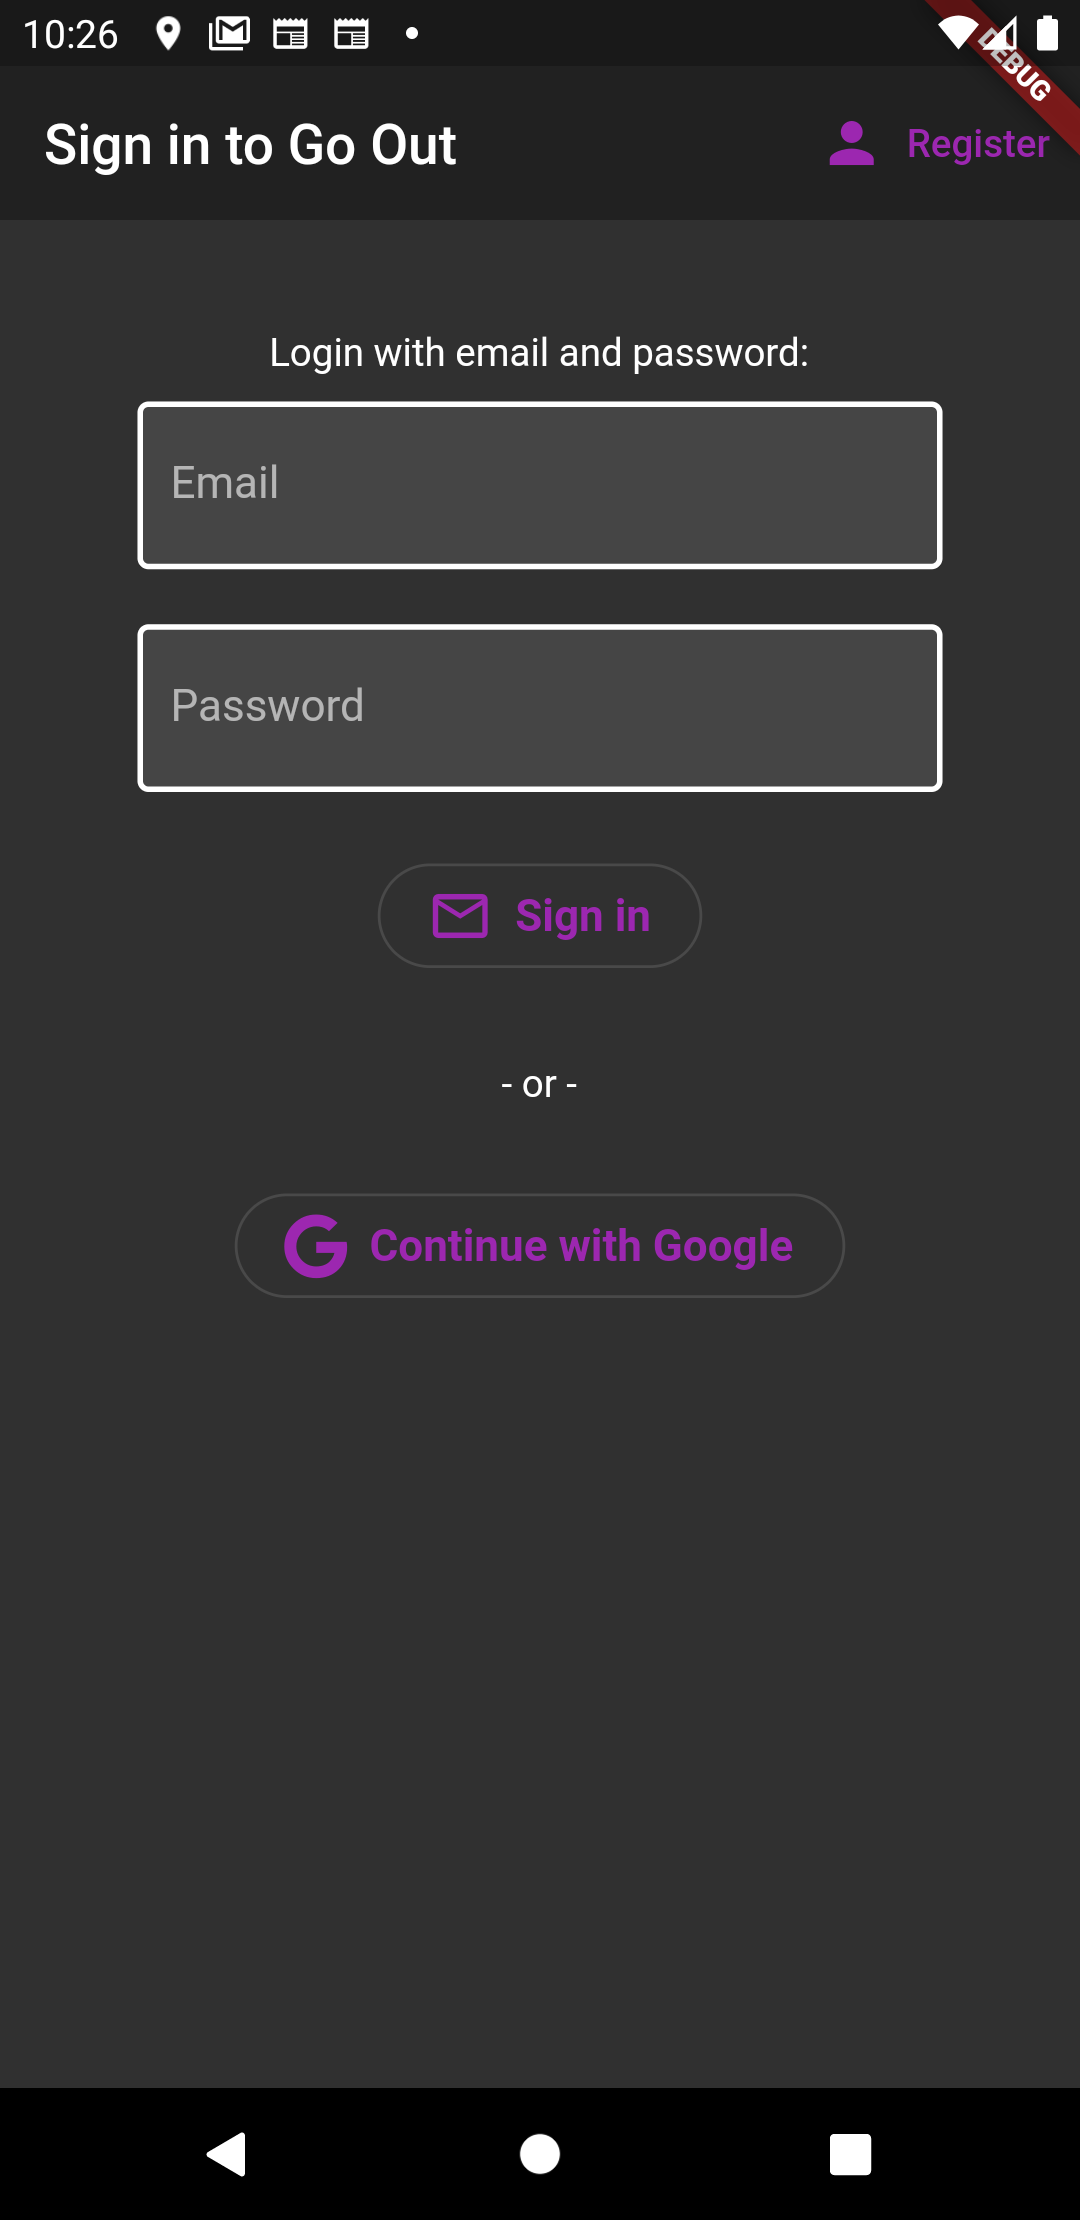 10:26
DEBUG
Sign in to Go Out
Register
Login with email and password:
Email
Password
Sign in
- or -
Continue with Google